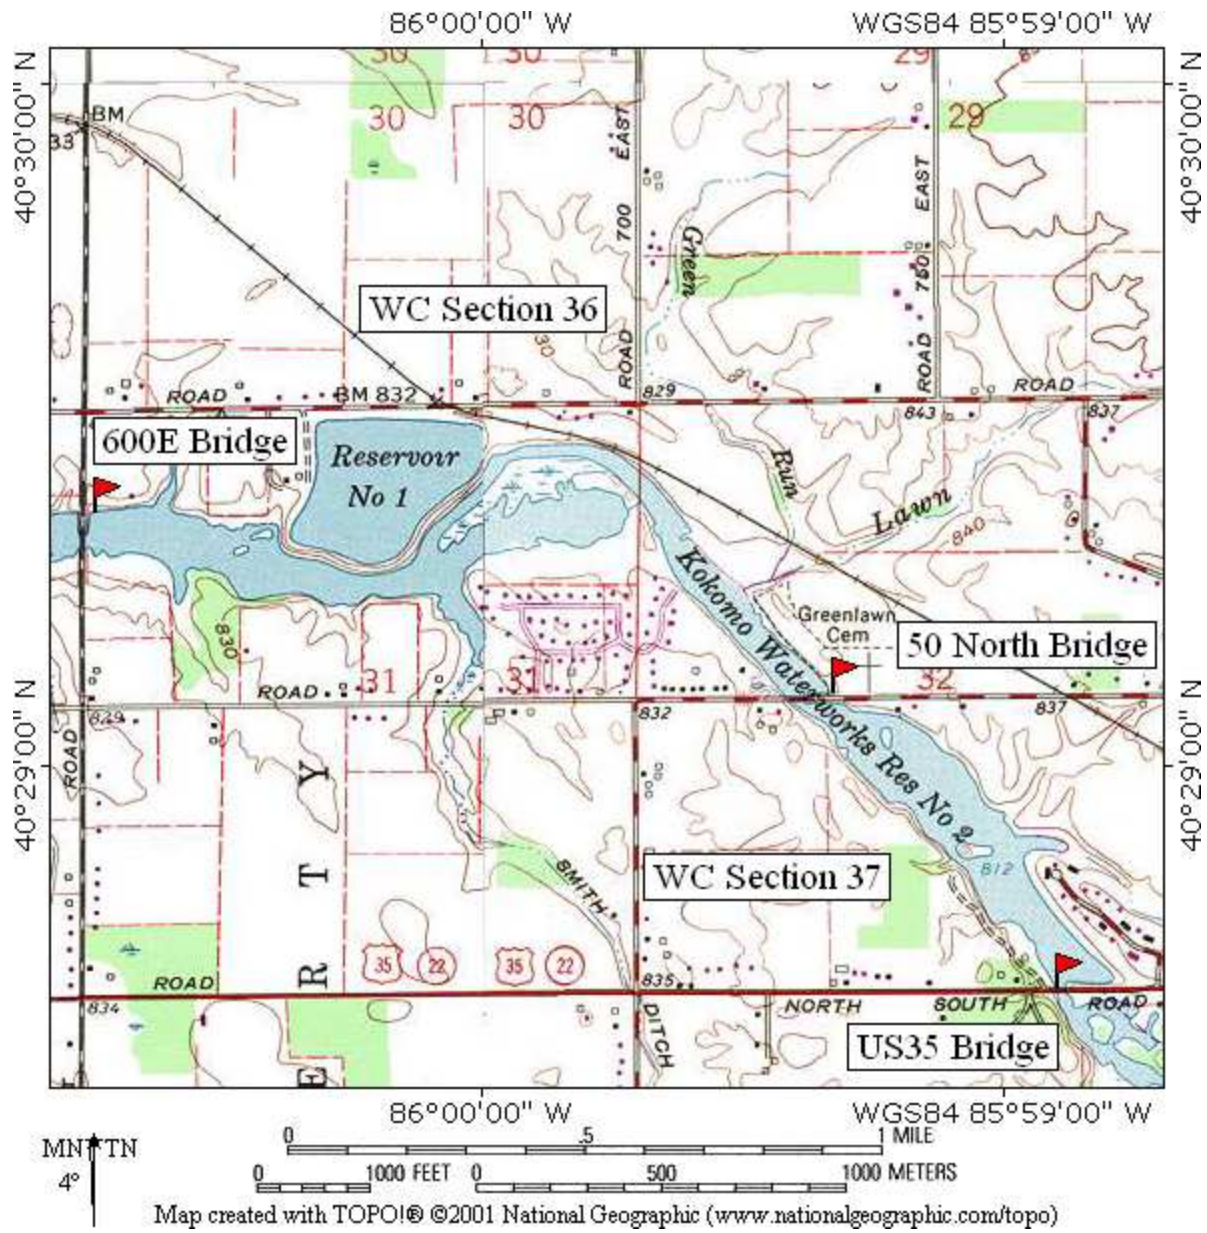 86°00'00" W
WGS84 85°59'00" W
40°30'00" N
40°30'00" N
30
30
29
BM
30
30
29
33
EAST
700
ROAD
EAST
750
ROAD
Green
WC Section 36
30
ROAD
BM 832
829
843
ROAD
837
600E Bridge
Reservoir
No 1
Run
Lawn
840
Kokomo Waterworks Res No 2
Greenlawn
Cem
50 North Bridge
830
ROAD
31
31
32
829
832
837
ROAD
40°29'00" N
40°29'00" N
Y
T
R
E
812
WC Section 37
SMITH
DITCH
35
22
35
22
ROAD
835
834
NORTH
SOUTH
ROAD
US35 Bridge
86°00'00" W
WGS84 85°59'00" W
MN TN
4°
0 .5 1 MILE
0 1000 FEET 0 500 1000 METERS
Map created with TOPO!® ©2001 National Geographic (www.nationalgeographic.com/topo)